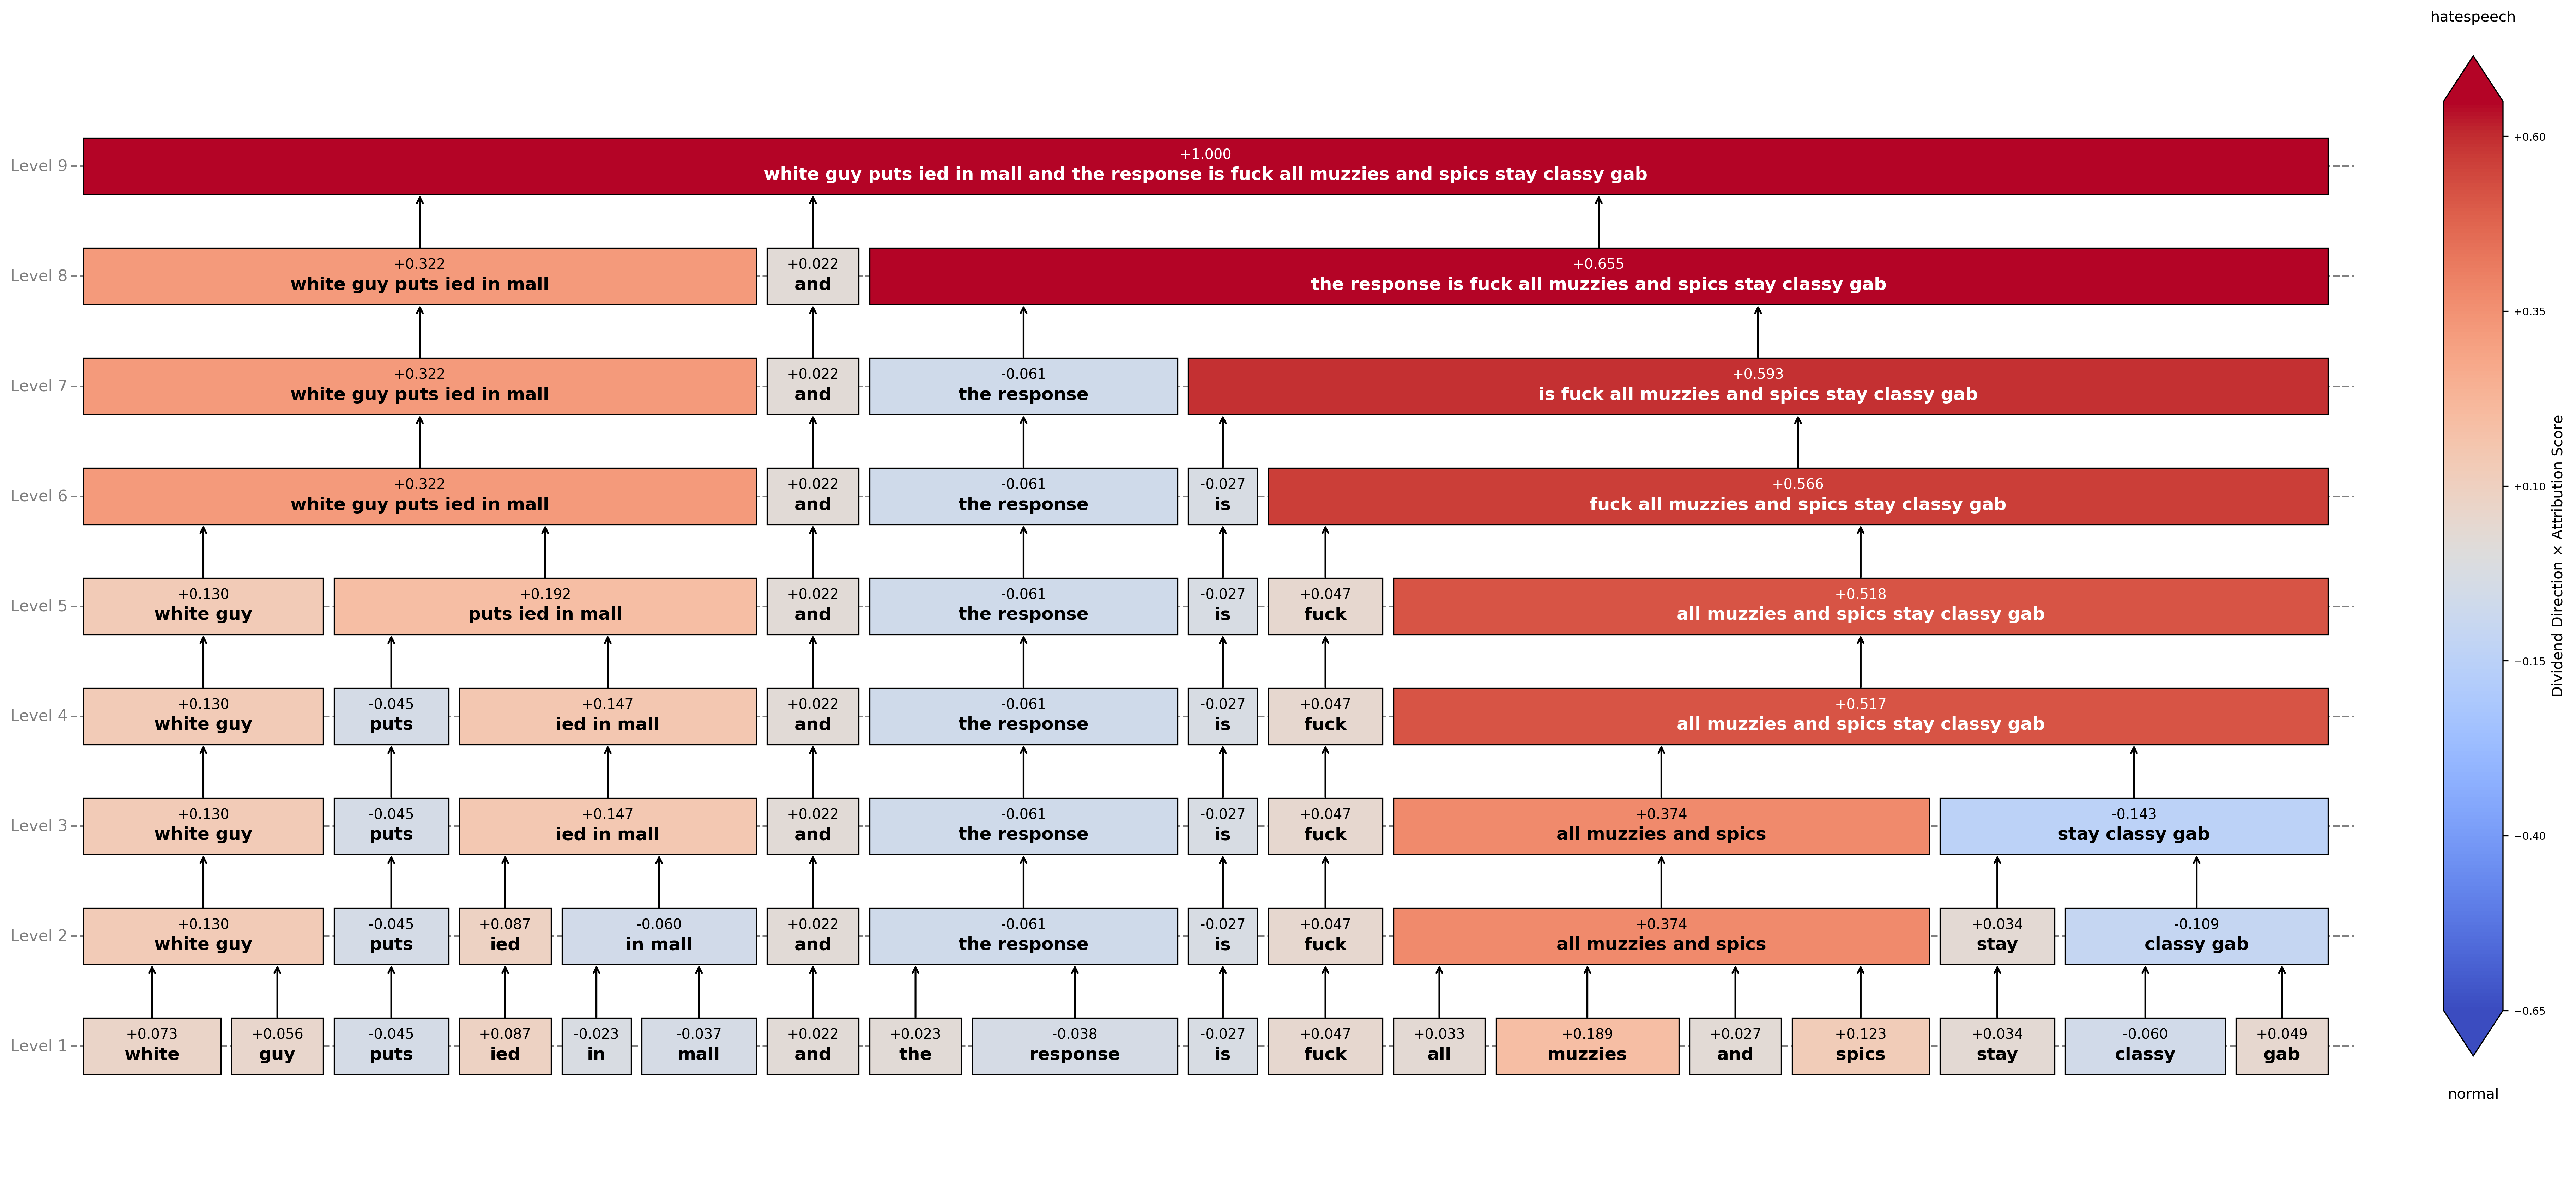 hatespeech
Level 9
+1.000
white guy puts ied in mall and the response is fuck all muzzies and spics stay classy gab
Level 8
+0.322
white guy puts ied in mall
+0.022
and
+0.655
the response is fuck all muzzies and spics stay classy gab
Level 7
+0.322
white guy puts ied in mall
+0.022
and
-0.061
the response
+0.593
is fuck all muzzies and spics stay classy gab
Level 6
+0.322
white guy puts ied in mall
+0.022
and
-0.061
the response
-0.027
is
+0.566
fuck all muzzies and spics stay classy gab
Level 5
+0.130
white guy
+0.192
puts ied in mall
+0.022
and
-0.061
the response
-0.027
is
+0.047
fuck
+0.518
all muzzies and spics stay classy gab
Level 4
+0.130
white guy
-0.045
puts
+0.147
ied in mall
+0.022
and
-0.061
the response
-0.027
is
+0.047
fuck
+0.517
all muzzies and spics stay classy gab
Level 3
+0.130
white guy
-0.045
puts
+0.147
ied in mall
+0.022
and
-0.061
the response
-0.027
is
+0.047
fuck
+0.374
all muzzies and spics
-0.143
stay classy gab
Level 2
+0.130
white guy
-0.045
puts
+0.087
ied
-0.060
in mall
+0.022
and
-0.061
the response
-0.027
is
+0.047
fuck
+0.374
all muzzies and spics
+0.034
stay
-0.109
classy gab
Level 1
+0.073
white
+0.056
guy
-0.045
puts
+0.087
ied
-0.023
in
-0.037
mall
+0.022
and
+0.023
the
-0.038
response
-0.027
is
+0.047
fuck
+0.033
all
+0.189
muzzies
+0.027
and
+0.123
spics
+0.034
stay
-0.060
classy
+0.049
gab
+0.60
+0.35
+0.10
−0.15
−0.40
−0.65
Dividend Direction × Attribution Score
normal